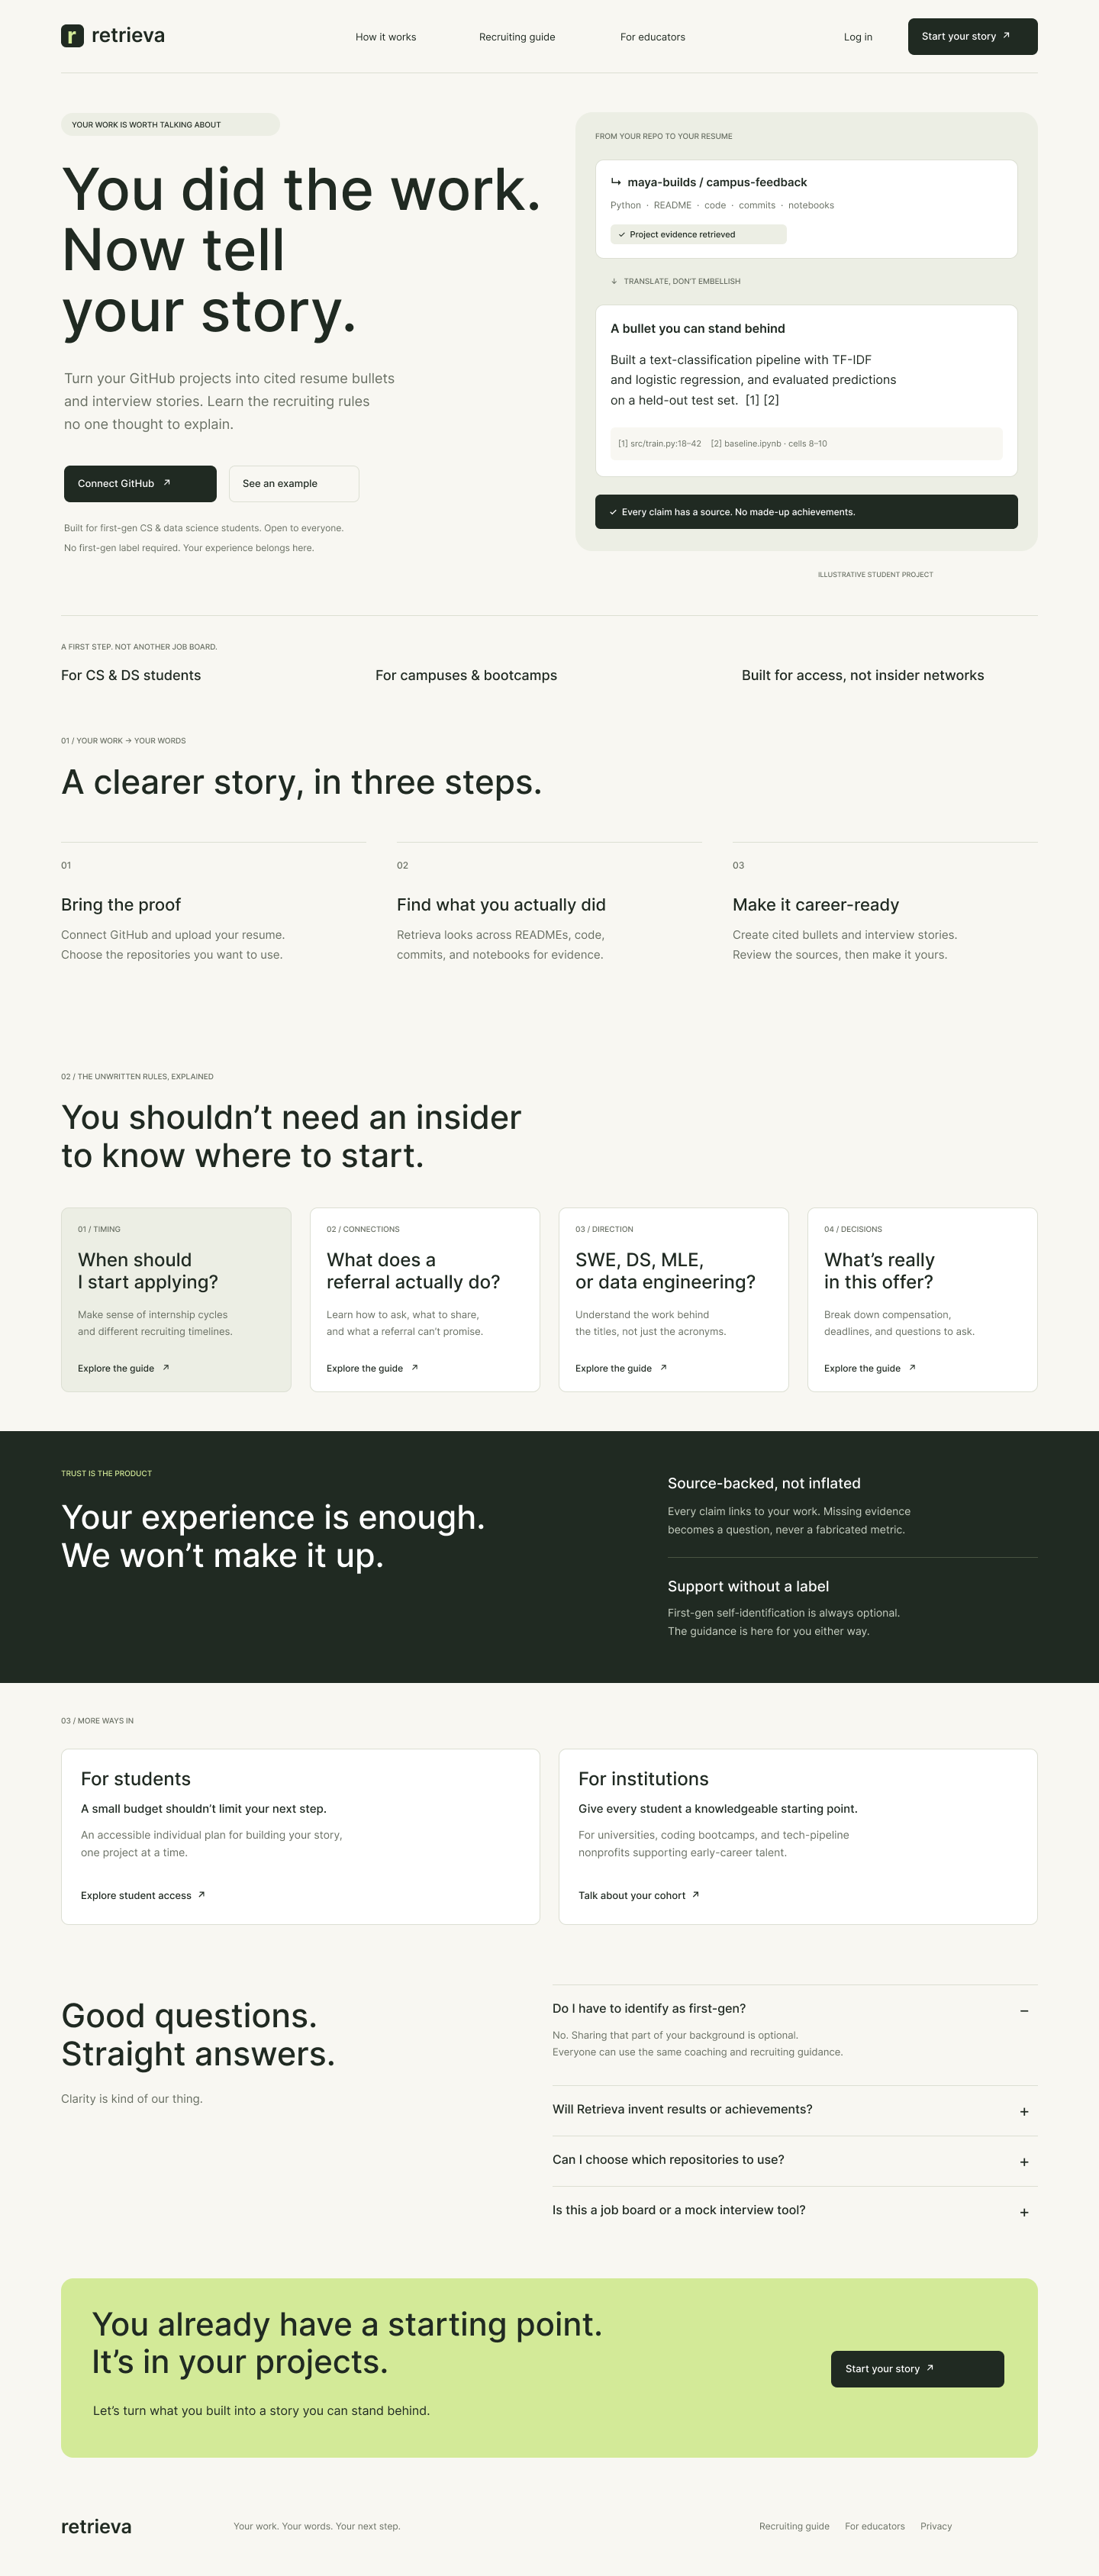 r retrieva
How it works
Recruiting guide
For educators
Log in
Start your story ↗
YOUR WORK IS WORTH TALKING ABOUT
You did the work.
Now tell
your story.
Turn your GitHub projects into cited resume bullets
and interview stories. Learn the recruiting rules
no one thought to explain.
Connect GitHub ↗
See an example
Built for first-gen CS & data science students. Open to everyone.
No first-gen label required. Your experience belongs here.
FROM YOUR REPO TO YOUR RESUME
↳ maya-builds / campus-feedback
Python · README · code · commits · notebooks
✓ Project evidence retrieved
↓ TRANSLATE, DON'T EMBELLISH
A bullet you can stand behind
Built a text-classification pipeline with TF-IDF
and logistic regression, and evaluated predictions
on a held-out test set. [1] [2]
[1] src/train.py:18–42 [2] baseline.ipynb · cells 8–10
✓ Every claim has a source. No made-up achievements.
ILLUSTRATIVE STUDENT PROJECT
A FIRST STEP. NOT ANOTHER JOB BOARD.
For CS & DS students
For campuses & bootcamps
Built for access, not insider networks
01 / YOUR WORK → YOUR WORDS
A clearer story, in three steps.
01
Bring the proof
Connect GitHub and upload your resume.
Choose the repositories you want to use.
02
Find what you actually did
Retrieva looks across READMEs, code,
commits, and notebooks for evidence.
03
Make it career-ready
Create cited bullets and interview stories.
Review the sources, then make it yours.
02 / THE UNWRITTEN RULES, EXPLAINED
You shouldn’t need an insider
to know where to start.
01 / TIMING
When should
I start applying?
Make sense of internship cycles
and different recruiting timelines.
Explore the guide ↗
02 / CONNECTIONS
What does a
referral actually do?
Learn how to ask, what to share,
and what a referral can't promise.
Explore the guide ↗
03 / DIRECTION
SWE, DS, MLE,
or data engineering?
Understand the work behind
the titles, not just the acronyms.
Explore the guide ↗
04 / DECISIONS
What’s really
in this offer?
Break down compensation,
deadlines, and questions to ask.
Explore the guide ↗
TRUST IS THE PRODUCT
Your experience is enough.
We won’t make it up.
Source-backed, not inflated
Every claim links to your work. Missing evidence
becomes a question, never a fabricated metric.
Support without a label
First-gen self-identification is always optional.
The guidance is here for you either way.
03 / MORE WAYS IN
For students
A small budget shouldn’t limit your next step.
An accessible individual plan for building your story,
one project at a time.
Explore student access ↗
For institutions
Give every student a knowledgeable starting point.
For universities, coding bootcamps, and tech-pipeline
nonprofits supporting early-career talent.
Talk about your cohort ↗
Good questions.
Straight answers.
Clarity is kind of our thing.
Do I have to identify as first-gen? −
No. Sharing that part of your background is optional.
Everyone can use the same coaching and recruiting guidance.
Will Retrieva invent results or achievements? +
Can I choose which repositories to use? +
Is this a job board or a mock interview tool? +
You already have a starting point.
It’s in your projects.
Let’s turn what you built into a story you can stand behind.
Start your story ↗
retrieva
Your work. Your words. Your next step.
Recruiting guide
For educators
Privacy